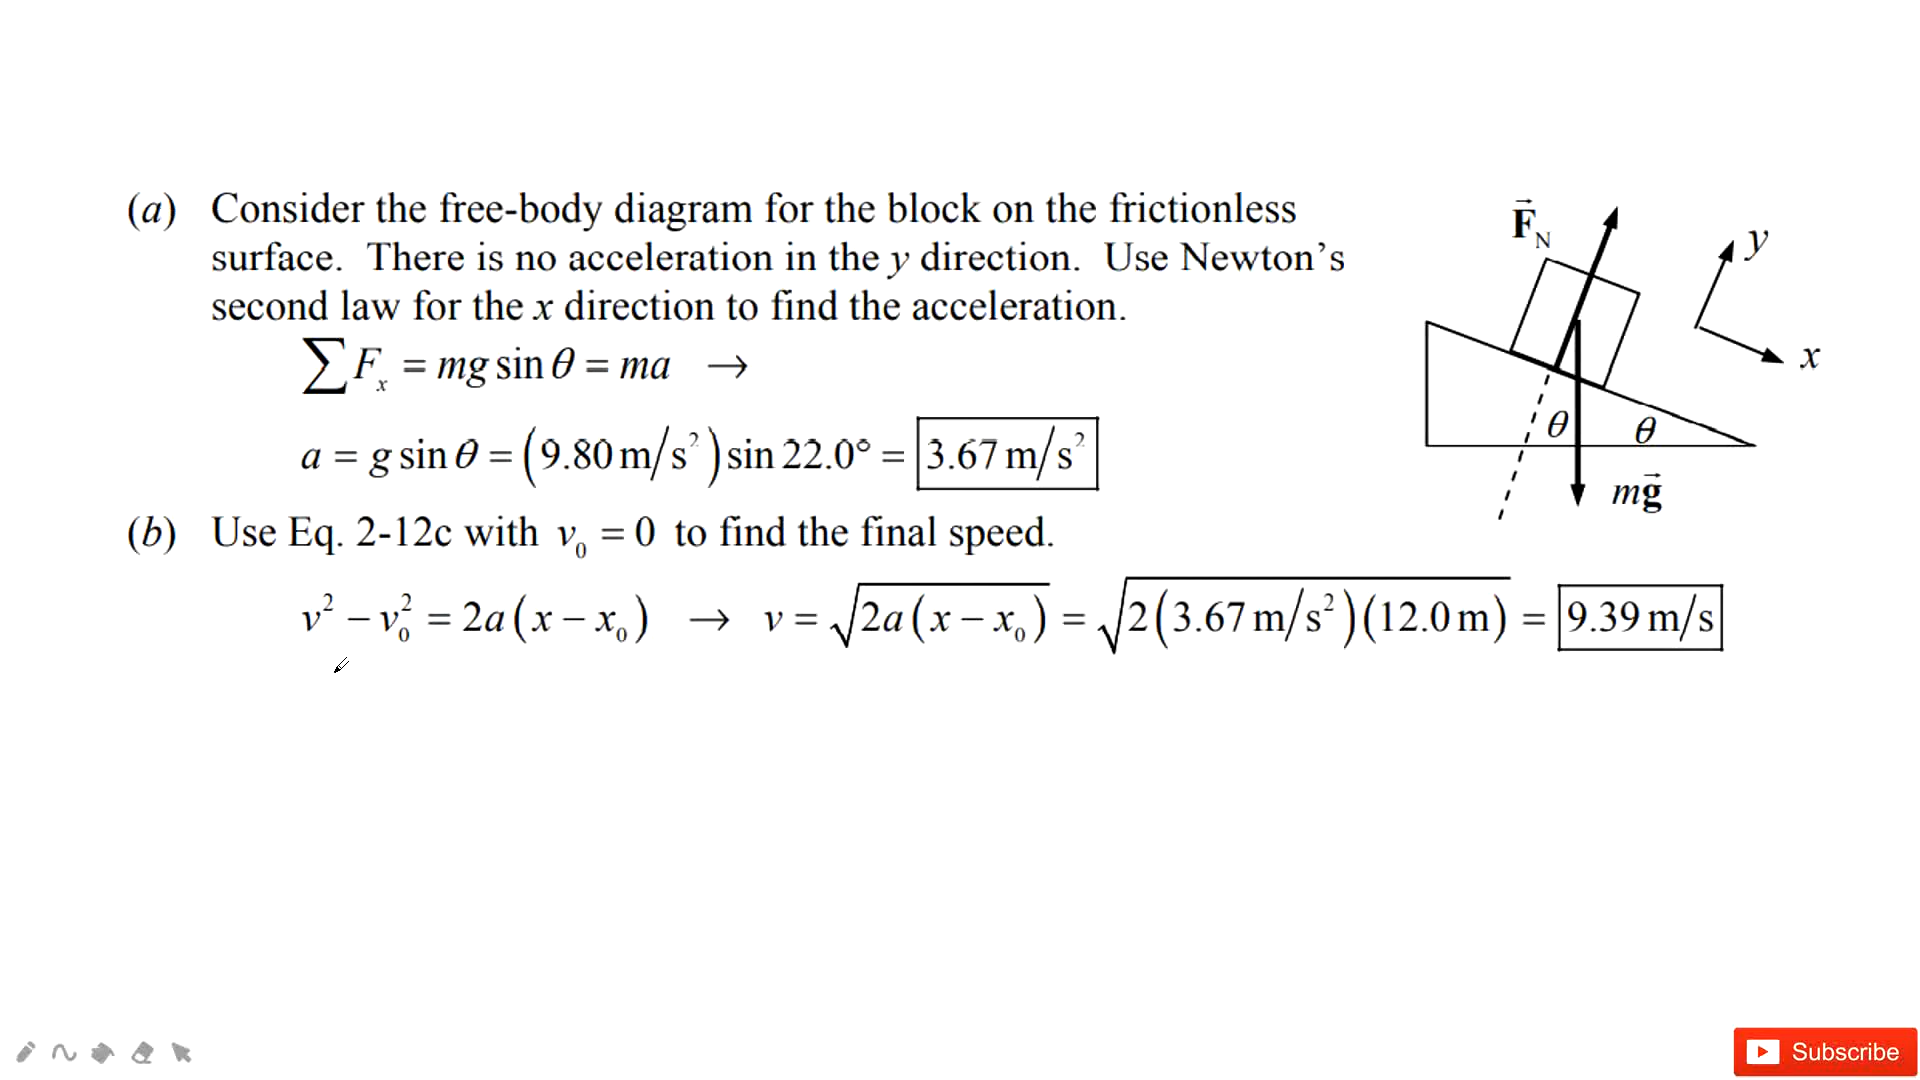 (a) Consider the free-body diagram for the block on the frictionless
surface. There is no acceleration in the y direction. Use Newton's
second law for the x direction to find the acceleration.
∑Fₓ = mg sin θ = ma →
a = g sin θ = (9.80 m/s²) sin 22.0° = 3.67 m/s²
(b) Use Eq. 2-12c with v₀ = 0 to find the final speed.
v² − v₀² = 2a(x − x₀) → v = √(2a(x − x₀)) = √(2(3.67 m/s²)(12.0 m)) = 9.39 m/s
F⃗_N
y
x
θ
θ
mg⃗
Subscribe